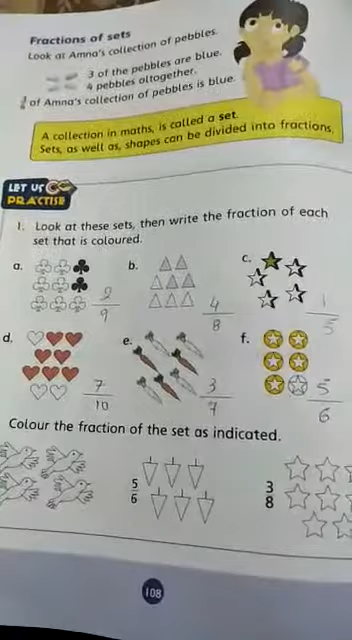 Fractions of sets
Look at Amna's collection of pebbles.
3 of the pebbles are blue.
4 pebbles altogether.
3/4 of Amna's collection of pebbles is blue.
A collection in maths, is called a set.
Sets, as well as, shapes can be divided into fractions.
LET US
PRACTISE
1. Look at these sets, then write the fraction of each
set that is coloured.
a. 2/9 b. 4/8 c. 1/5
d. 7/10 e. 3/7 f. 5/6
Colour the fraction of the set as indicated.
5/6 3/8
108